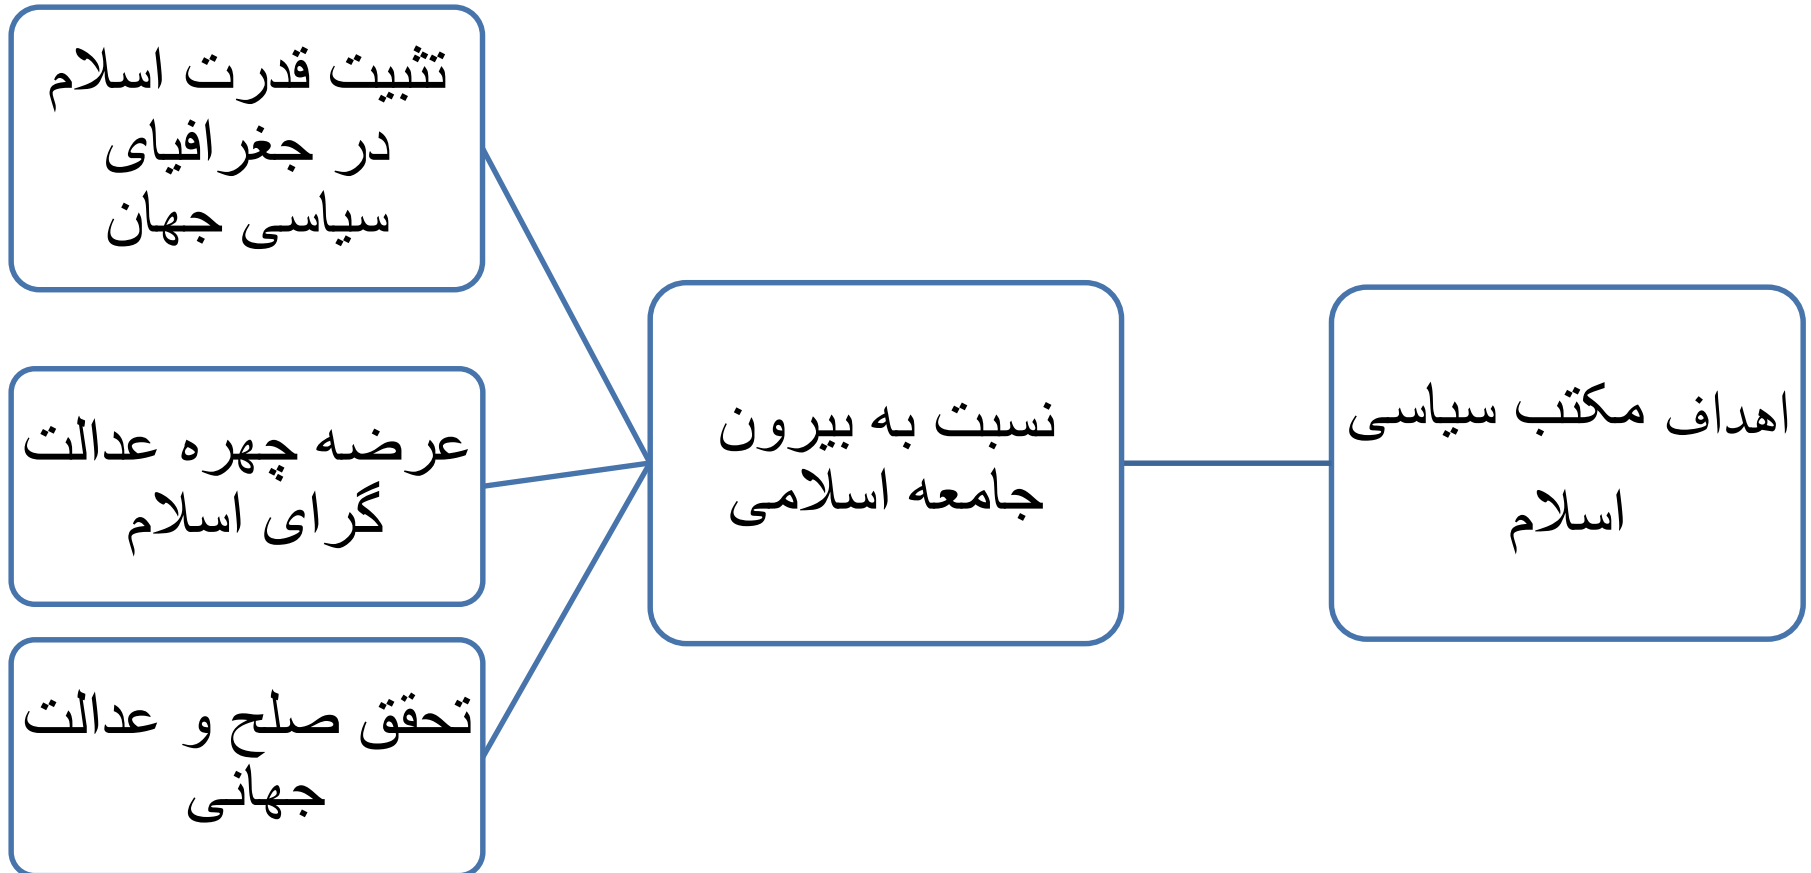 اهداف مکتب سیاسی
اسلام
نسبت به بیرون
جامعه اسلامی
تثبیت قدرت اسلام
در جغرافیای
سیاسی جهان
عرضه چهره عدالت
گرای اسلام
تحقق صلح و عدالت
جهانی